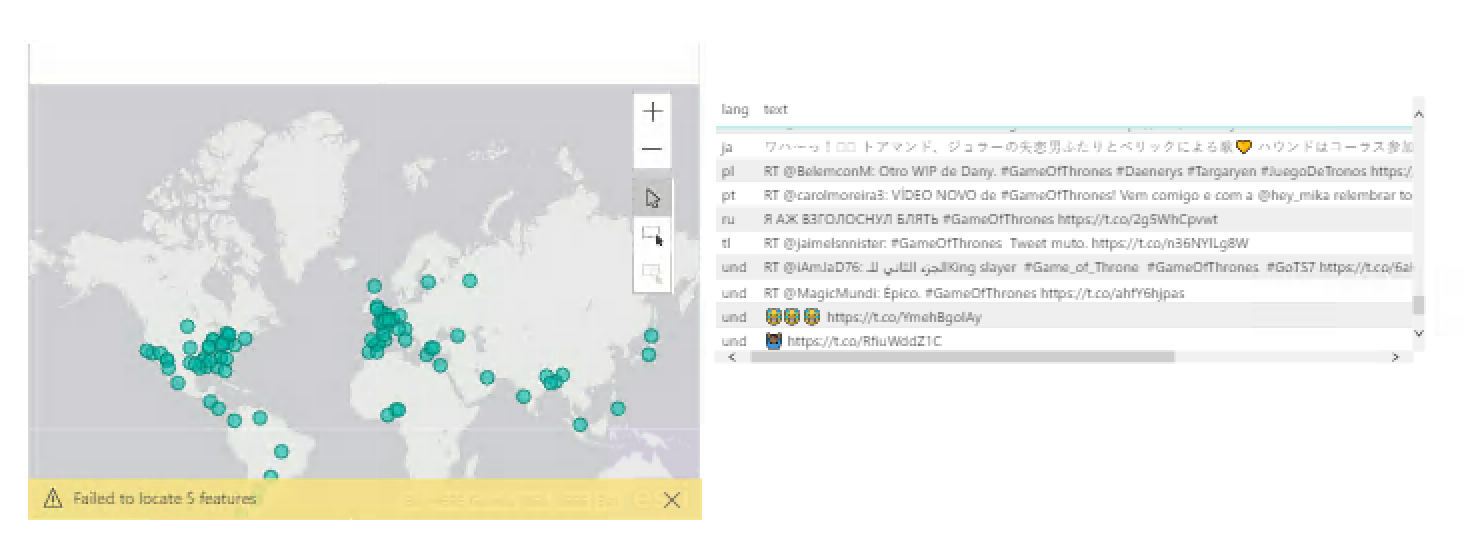 lang text
ja ワハーっ！□□ トアマンド、ジュラーの失恋男ふたりとベリックによる 💛 ハウンドはコーラス参加
pl RT @BelemconM: Otro WIP de Dany. #GameOfThrones #Daenerys #Targaryen #JuegoDeTronos https:/
pt RT @carolmoreira3: VÍDEO NOVO de #GameOfThrones! Vem comigo e com a @hey_mika relembrar to
ru Я АЖ ВЗГОЛОСНУЛ БЛЯТЬ #GameOfThrones https://t.co/2g5WhCpvwt
tl RT @jaimelsnnister: #GameOfThrones Tweet muto. https://t.co/n36NYlLg8W
und RT @iAmJaD76: الجزء الثاني للـ King slayer #Game_of_Throne #GameOfThrones #GoTS7 https://t.co/6al
und RT @MagicMundi: Épico. #GameOfThrones https://t.co/ahfY6hjpas
und 😭😭😭 https://t.co/YmehBgolAy
und https://t.co/RfiuWddZ1C
Failed to locate 5 features